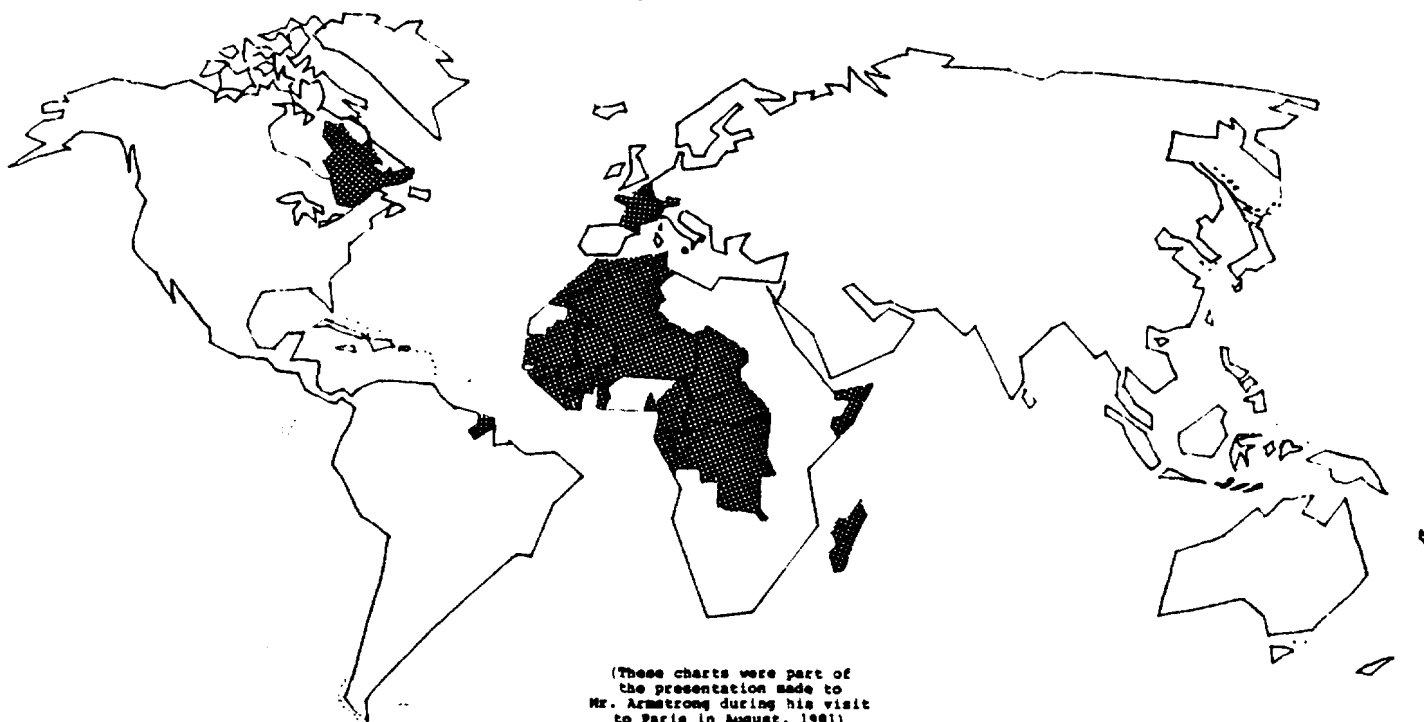 (These charts were part of
the presentation made to
Mr. Armstrong during his visit
to Paris in August, 1981)